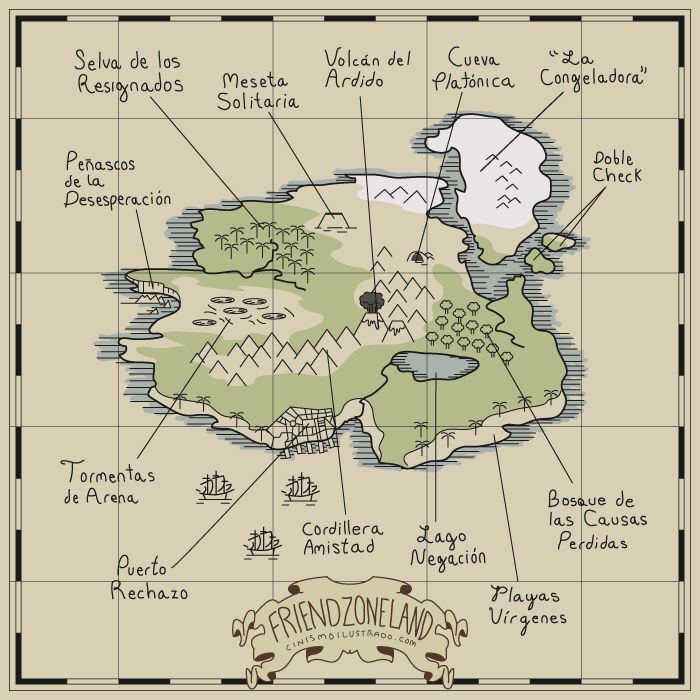 Selva de los
Resignados
Meseta
Solitaria
Volcán del
Ardido
Cueva
Platónica
"La
Congeladora"
Peñascos
de la
Desesperación
Doble
Check
Tormentas
de Arena
Puerto
Rechazo
Cordillera
Amistad
Lago
Negación
Bosque de
las Causas
Perdidas
Playas
Vírgenes
FRIENDZONELAND
CINISMOILUSTRADO.COM